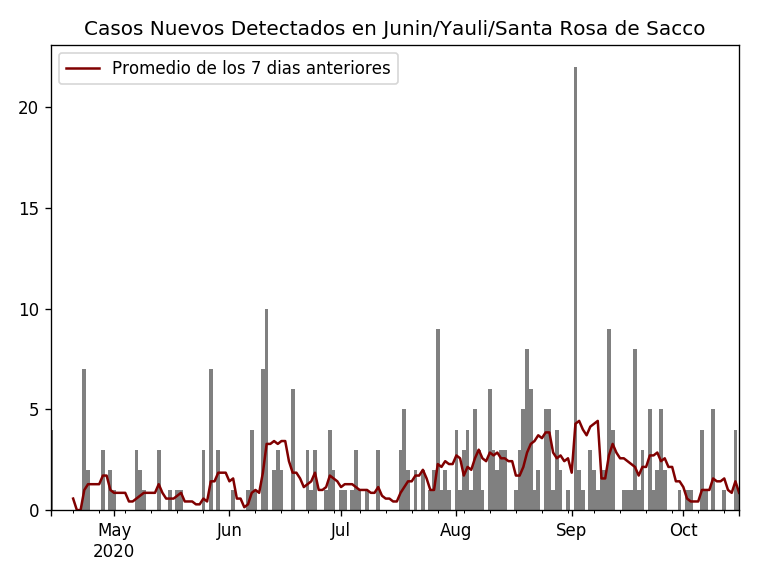 Casos Nuevos Detectados en Junin/Yauli/Santa Rosa de Sacco
Promedio de los 7 dias anteriores
20
15
10
5
0
May Jun Jul Aug Sep Oct
2020